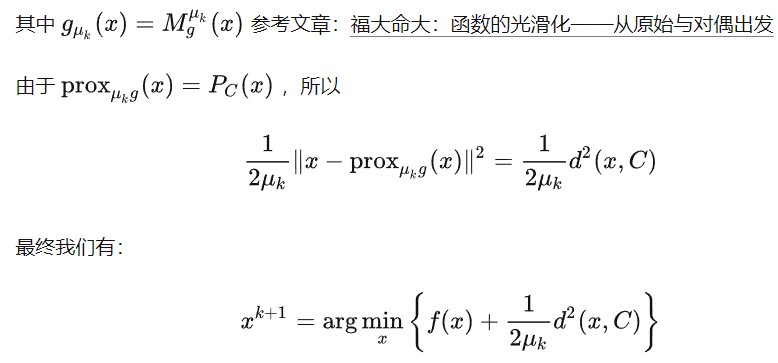 其中 $g_{\mu_k}(x) = M_g^{\mu_k}(x)$ 参考文章：福大命大：函数的光滑化——从原始与对偶出发
由于 $\text{prox}_{\mu_k g}(x) = P_C(x)$ ，所以
$\frac{1}{2\mu_k} \|x - \text{prox}_{\mu_k g}(x)\|^2 = \frac{1}{2\mu_k} d^2(x, C)$
最终我们有：
$x^{k+1} = \arg\min_x \left\{ f(x) + \frac{1}{2\mu_k} d^2(x, C) \right\}$